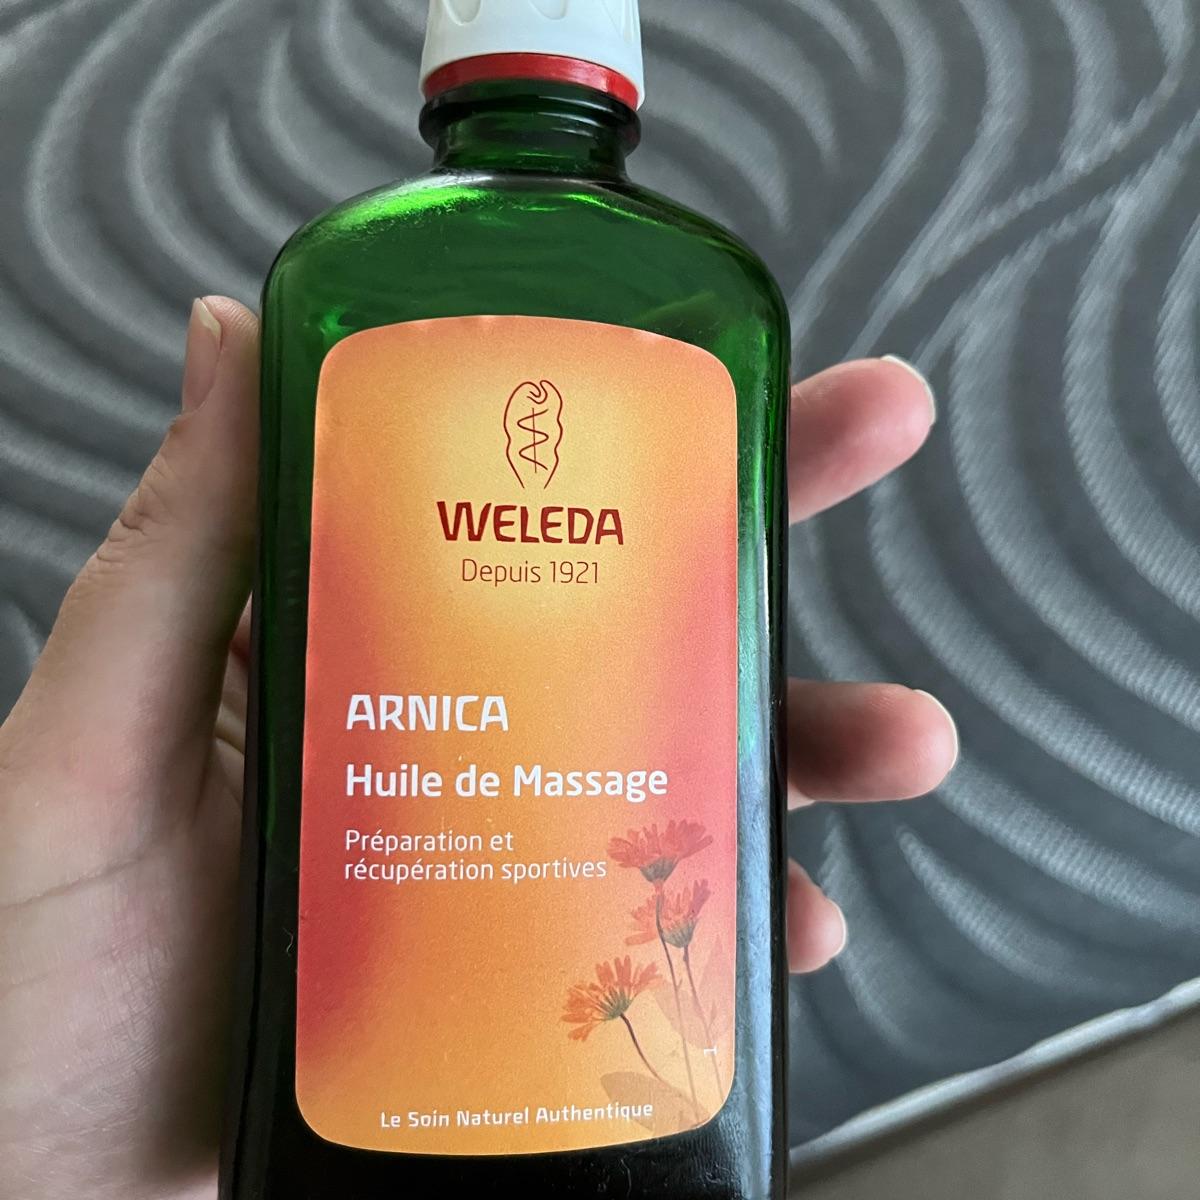 WELEDA
Depuis 1921
ARNICA
Huile de Massage
Préparation et
récupération sportives
Le Soin Naturel Authentique